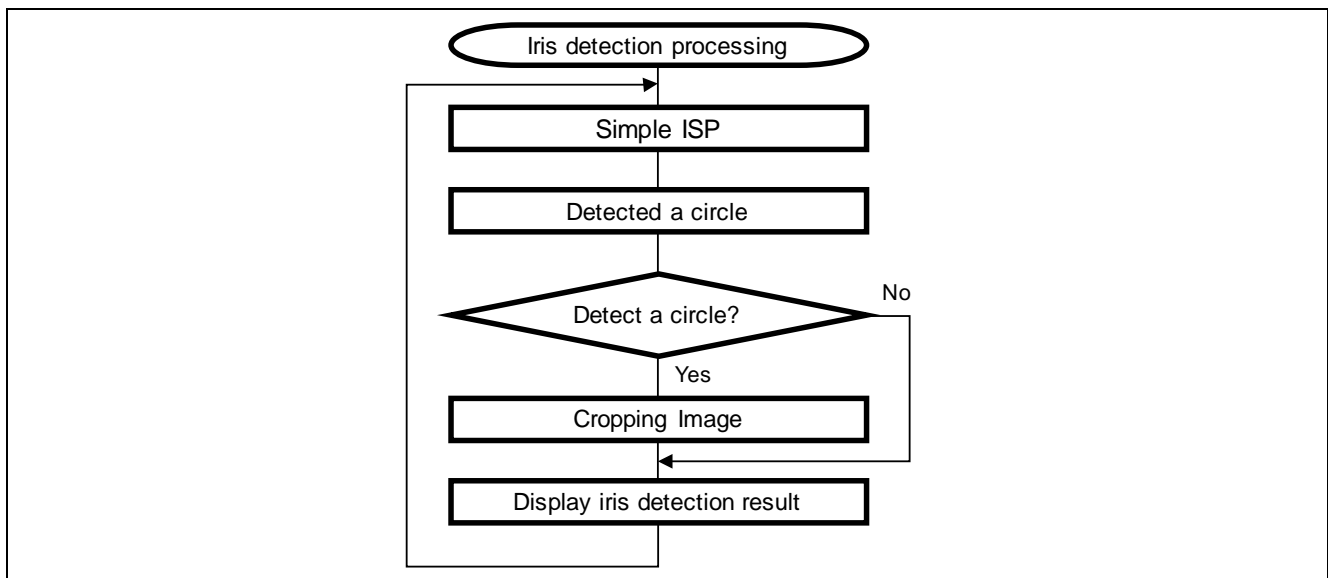 Iris detection processing
Simple ISP
Detected a circle
No
Detect a circle?
Yes
Cropping Image
Display iris detection result